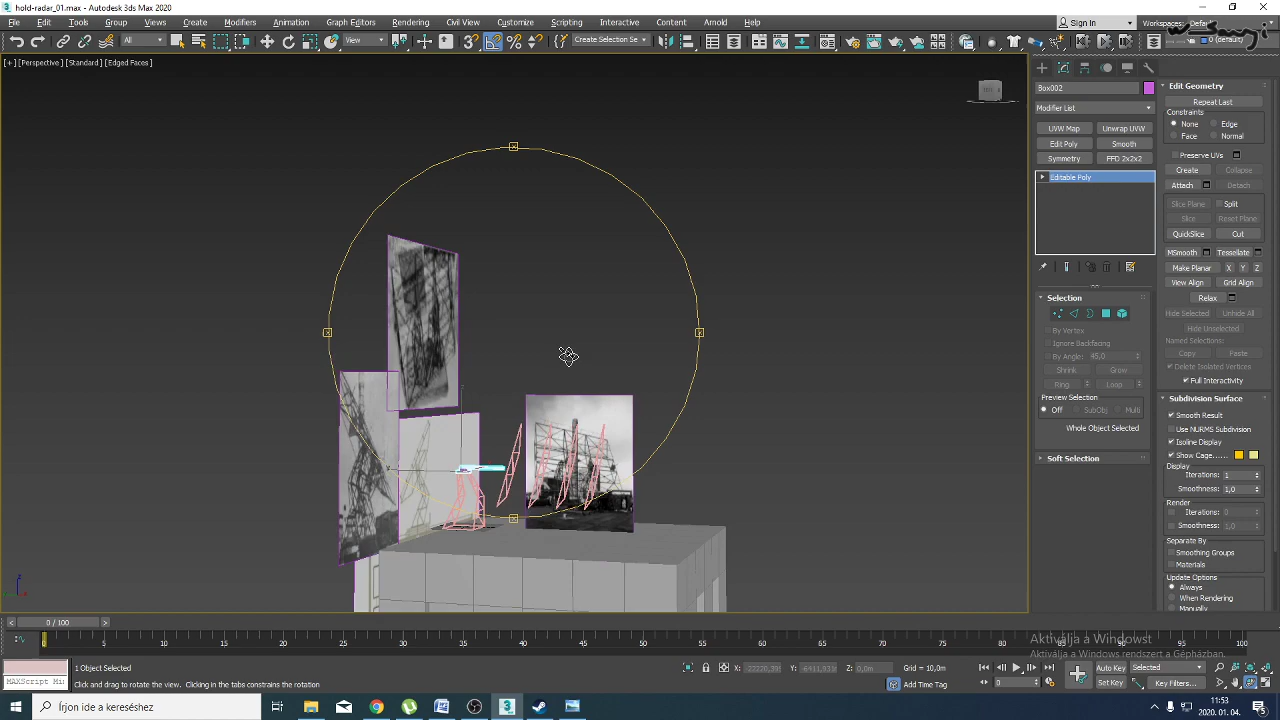 hold-radar_01.max - Autodesk 3ds Max 2020
File Edit Tools Group Views Create Modifiers Animation Graph Editors Rendering Civil View Customize Scripting Interactive Content Arnold Help
Sign In Workspaces: Default
All View Create Selection Se 0 (default)
[+] [Perspective] [Standard] [Edged Faces]
Box002
Modifier List
UVW Map Unwrap UVW
Edit Poly Smooth
Symmetry FFD 2x2x2
Editable Poly
Selection
By Vertex
Ignore Backfacing
By Angle: 45,0
Shrink Grow
Ring Loop
Preview Selection
Off SubObj Multi
Whole Object Selected
Edit Geometry
Repeat Last
Constraints
None Edge
Face Normal
Preserve UVs
Create Collapse
Attach Detach
Slice Plane Split
Slice Reset Plane
QuickSlice Cut
MSmooth Tessellate
Make Planar X Y Z
View Align Grid Align
Relax
Hide Selected Unhide All
Hide Unselected
Named Selections:
Copy Paste
Delete Isolated Vertices
Full Interactivity
Subdivision Surface
Smooth Result
Use NURMS Subdivision
Isoline Display
Show Cage......
Display
Iterations: 1
Smoothness: 1,0
Render
Iterations: 0
Smoothness: 1,0
Separate By
Smoothing Groups
Materials
Update Options
Always
When Rendering
Manually
Soft Selection
0 / 100
0 5 10 15 20 25 30 35 40 45 50 55 60 65 70 75 80 85 90 95 100
Aktiválja a Windowst
Aktiválja a Windows rendszert a Gépházban.
MAXScript Mi
1 Object Selected
Click and drag to rotate the view. Clicking in the tabs constrains the rotation
X: -22220,395 Y: -6411,931m Z: 0,0m Grid = 10,0m
Add Time Tag
0
Auto Key Selected
Set Key Key Filters...
Írjon ide a kereséshez
11:53
2020. 01. 04.